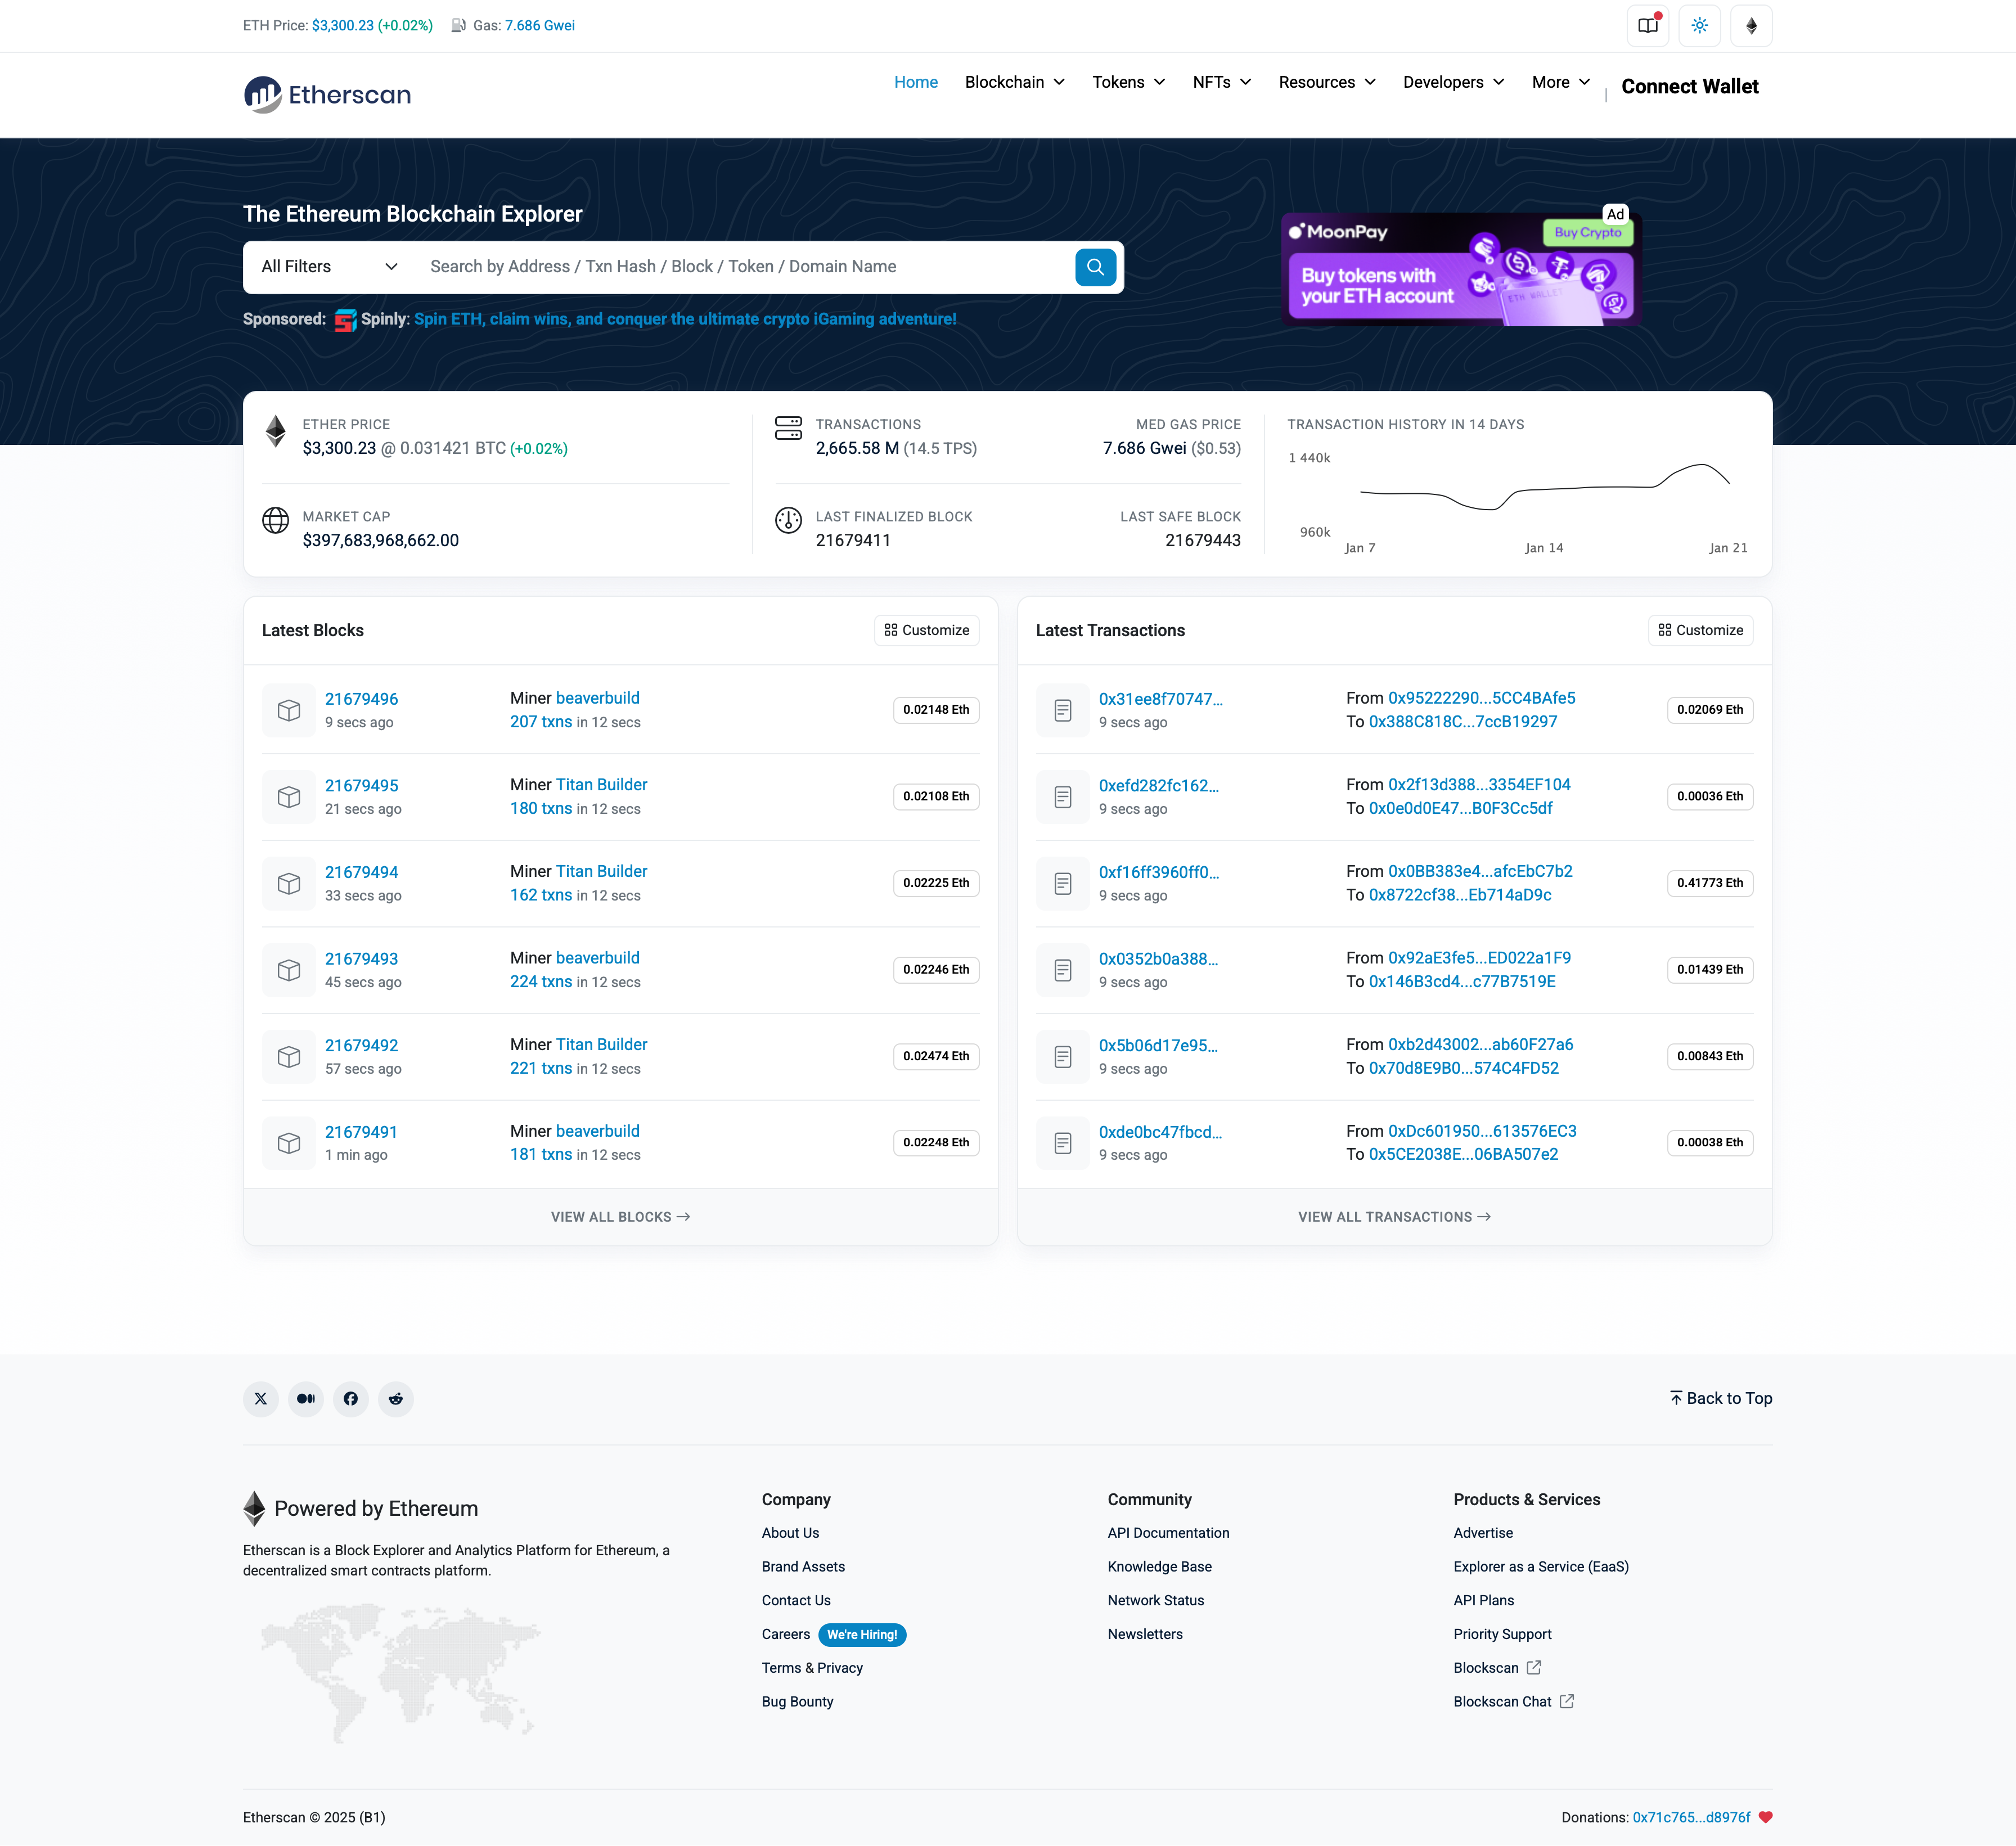 ETH Price: $3,300.23 (+0.02%) Gas: 7.686 Gwei
Etherscan
Home Blockchain Tokens NFTs Resources Developers More | Connect Wallet
The Ethereum Blockchain Explorer
All Filters Search by Address / Txn Hash / Block / Token / Domain Name
Sponsored: Spinly: Spin ETH, claim wins, and conquer the ultimate crypto iGaming adventure!
Ad
MoonPay Buy Crypto
Buy tokens with
your ETH account
ETH WALLET
ETHER PRICE
$3,300.23 @ 0.031421 BTC (+0.02%)
MARKET CAP
$397,683,968,662.00
TRANSACTIONS
2,665.58 M (14.5 TPS)
MED GAS PRICE
7.686 Gwei ($0.53)
LAST FINALIZED BLOCK
21679411
LAST SAFE BLOCK
21679443
TRANSACTION HISTORY IN 14 DAYS
1 440k
960k
Jan 7 Jan 14 Jan 21
Latest Blocks Customize
21679496 Miner beaverbuild 0.02148 Eth
9 secs ago 207 txns in 12 secs
21679495 Miner Titan Builder 0.02108 Eth
21 secs ago 180 txns in 12 secs
21679494 Miner Titan Builder 0.02225 Eth
33 secs ago 162 txns in 12 secs
21679493 Miner beaverbuild 0.02246 Eth
45 secs ago 224 txns in 12 secs
21679492 Miner Titan Builder 0.02474 Eth
57 secs ago 221 txns in 12 secs
21679491 Miner beaverbuild 0.02248 Eth
1 min ago 181 txns in 12 secs
VIEW ALL BLOCKS →
Latest Transactions Customize
0x31ee8f70747... From 0x95222290...5CC4BAfe5 0.02069 Eth
9 secs ago To 0x388C818C...7ccB19297
0xefd282fc162... From 0x2f13d388...3354EF104 0.00036 Eth
9 secs ago To 0x0e0d0E47...B0F3Cc5df
0xf16ff3960ff0... From 0x0BB383e4...afcEbC7b2 0.41773 Eth
9 secs ago To 0x8722cf38...Eb714aD9c
0x0352b0a388... From 0x92aE3fe5...ED022a1F9 0.01439 Eth
9 secs ago To 0x146B3cd4...c77B7519E
0x5b06d17e95... From 0xb2d43002...ab60F27a6 0.00843 Eth
9 secs ago To 0x70d8E9B0...574C4FD52
0xde0bc47fbcd... From 0xDc601950...613576EC3 0.00038 Eth
9 secs ago To 0x5CE2038E...06BA507e2
VIEW ALL TRANSACTIONS →
Back to Top
Powered by Ethereum
Etherscan is a Block Explorer and Analytics Platform for Ethereum, a
decentralized smart contracts platform.
Company
About Us
Brand Assets
Contact Us
Careers We're Hiring!
Terms & Privacy
Bug Bounty
Community
API Documentation
Knowledge Base
Network Status
Newsletters
Products & Services
Advertise
Explorer as a Service (EaaS)
API Plans
Priority Support
Blockscan
Blockscan Chat
Etherscan © 2025 (B1)
Donations: 0x71c765...d8976f